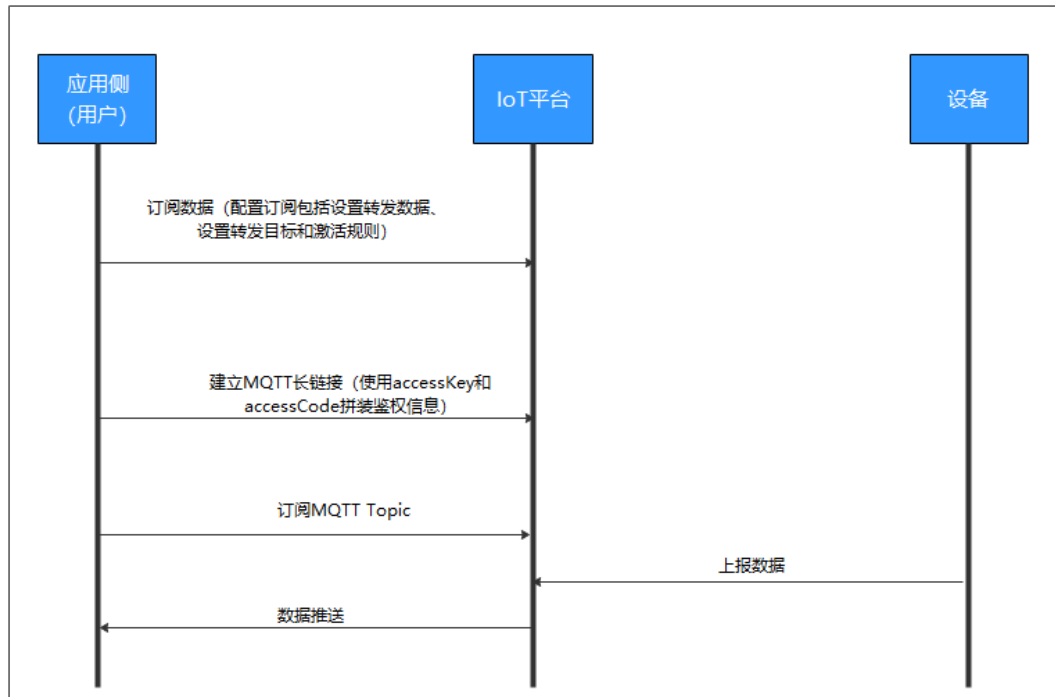 应用侧
(用户)
IoT平台
设备
订阅数据（配置订阅包括设置转发数据、
设置转发目标和激活规则）
建立MQTT长链接（使用accessKey和
accessCode拼装鉴权信息）
订阅MQTT Topic
上报数据
数据推送